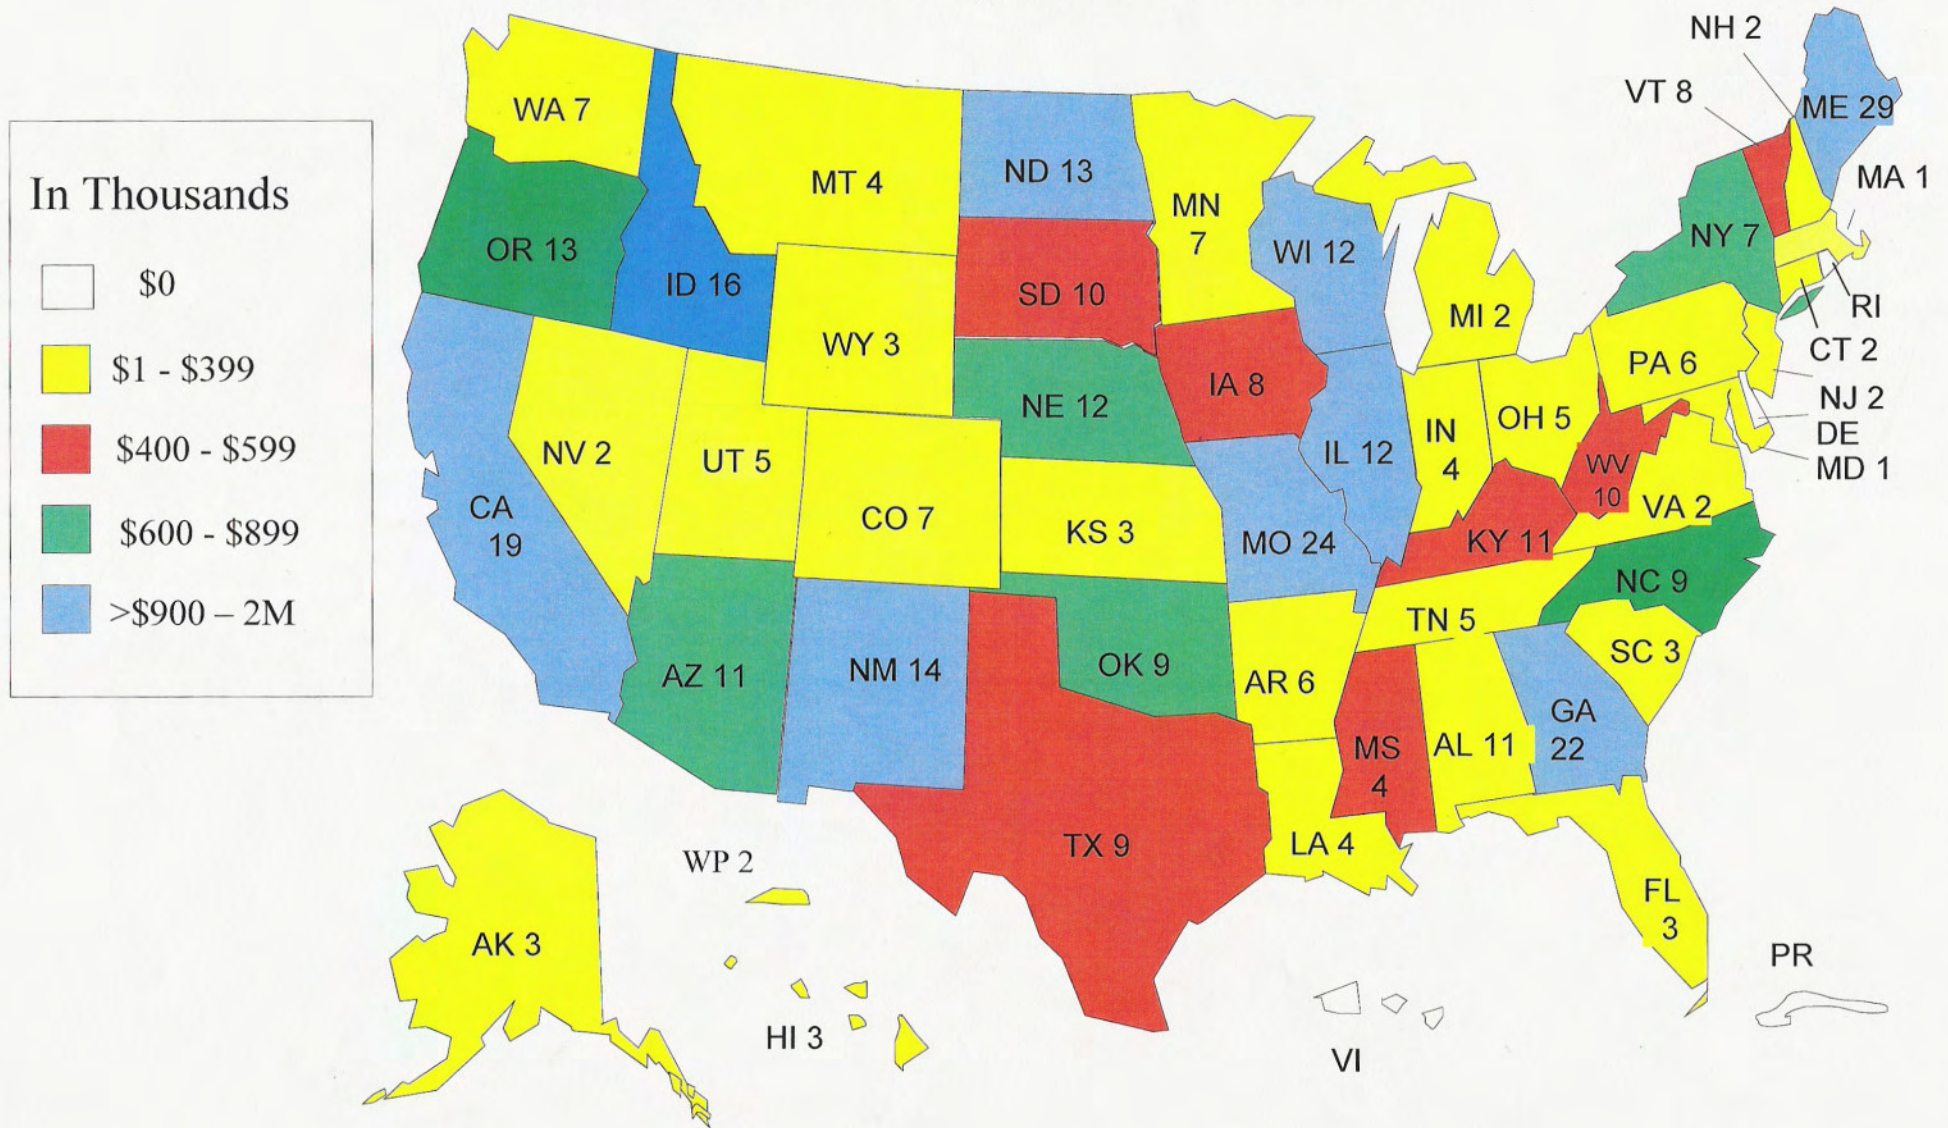 In Thousands
$0
$1 - $399
$400 - $599
$600 - $899
>$900 – 2M
NH 2
VT 8
ME 29
WA 7
MA 1
MT 4
ND 13
MN
7
OR 13
NY 7
WI 12
ID 16
SD 10
RI
MI 2
WY 3
CT 2
PA 6
IA 8
NE 12
NJ 2
OH 5
DE
IN
4
NV 2
UT 5
IL 12
WV
10
MD 1
CA
19
VA 2
CO 7
KS 3
MO 24
KY 11
NC 9
TN 5
SC 3
AZ 11
NM 14
OK 9
AR 6
GA
22
MS
4
AL 11
TX 9
LA 4
WP 2
FL
3
AK 3
PR
HI 3
VI